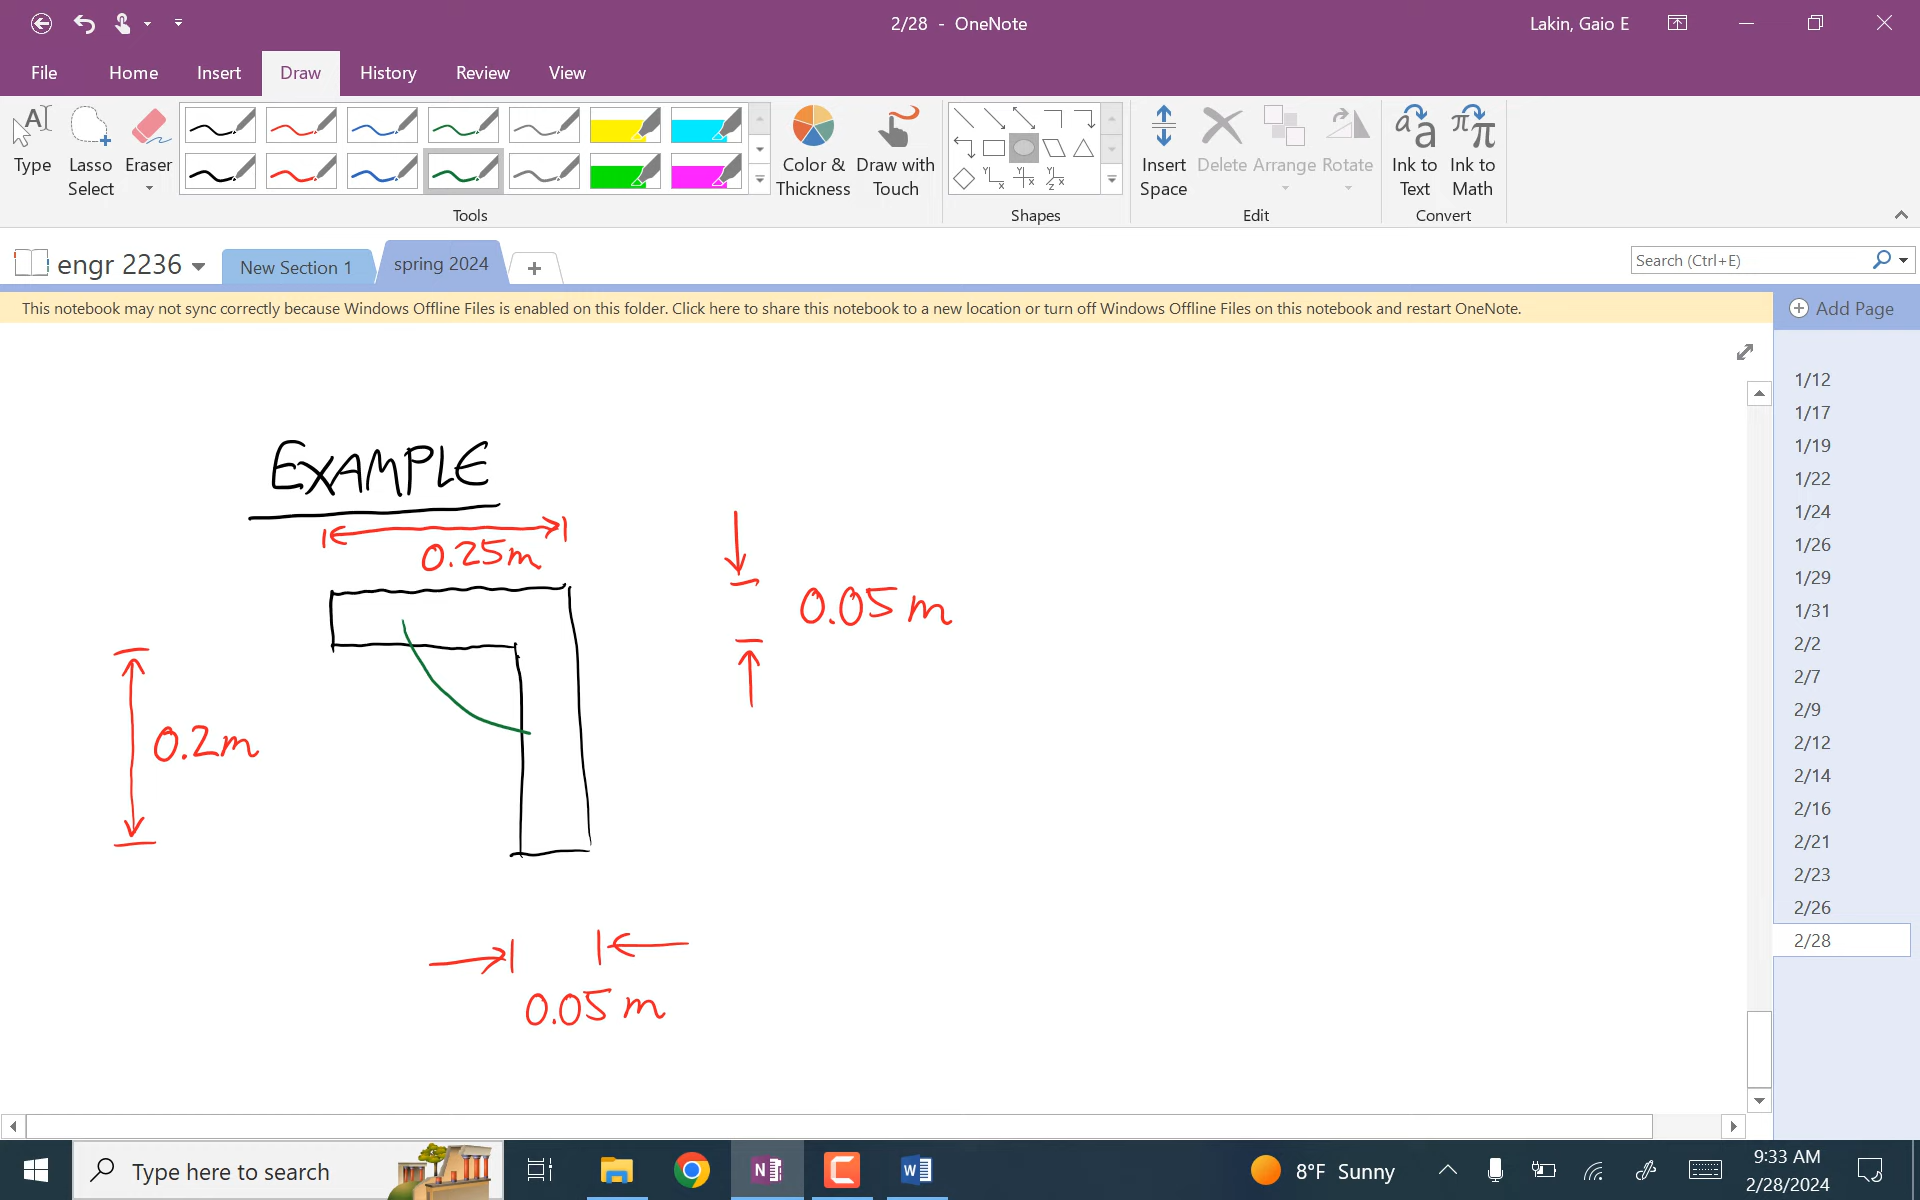 2/28 - OneNote
Lakin, Gaio E
File Home Insert Draw History Review View
Type
Lasso Select
Eraser
Color & Thickness
Draw with Touch
Insert Space
Delete
Arrange
Rotate
Ink to Text
Ink to Math
Tools
Shapes
Edit
Convert
engr 2236
New Section 1
spring 2024
Search (Ctrl+E)
This notebook may not sync correctly because Windows Offline Files is enabled on this folder. Click here to share this notebook to a new location or turn off Windows Offline Files on this notebook and restart OneNote.
Add Page
1/12
1/17
1/19
1/22
1/24
1/26
1/29
1/31
2/2
2/7
2/9
2/12
2/14
2/16
2/21
2/23
2/26
2/28
EXAMPLE
0.25m
0.05m
0.2m
0.05m
Type here to search
8°F Sunny
9:33 AM
2/28/2024